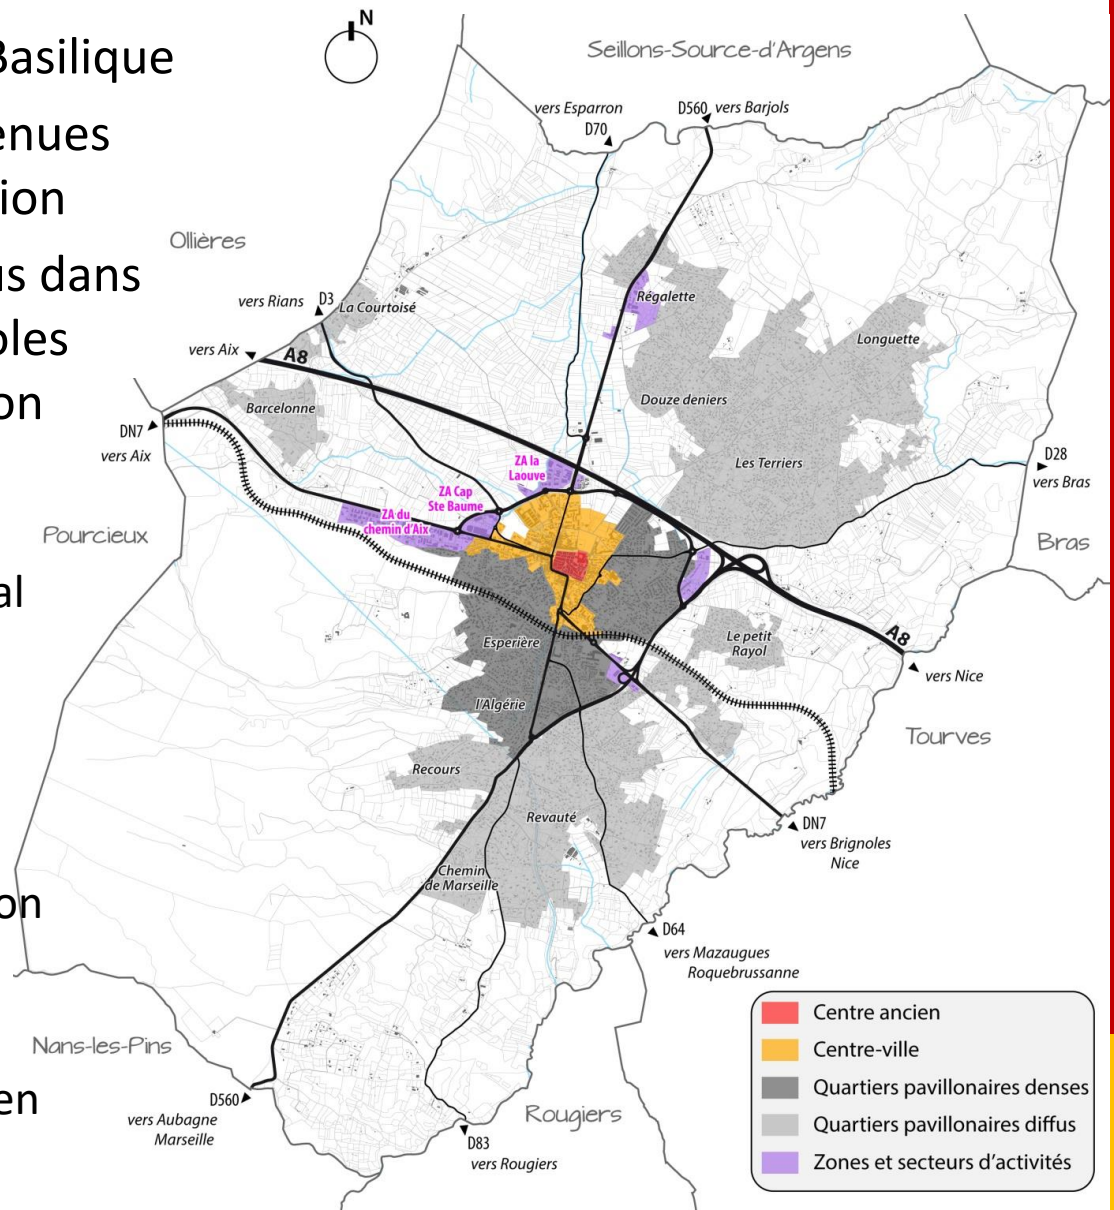 Basilique
enues
ion
us dans
bles
on
al
on
en
N
Seillons-Source-d'Argens
vers Esparron
D70
D560
vers Barjols
Ollières
vers Rians
D3
La Courtoisé
vers Aix
A8
Régalette
Longuette
Barcelonne
Douze deniers
DN7
vers Aix
Les Terriers
D28
vers Bras
ZA la
Laouve
ZA Cap
Ste Baume
ZA du
chemin d'Aix
Pourcieux
Bras
Esperière
Le petit
Rayol
A8
vers Nice
l'Algérie
Tourves
Recours
Revauté
DN7
vers Brignoles
Nice
Chemin
de Marseille
D64
vers Mazaugues
Roquebrussanne
Nans-les-Pins
D560
vers Aubagne
Marseille
Rougiers
D83
vers Rougiers
Centre ancien
Centre-ville
Quartiers pavillonaires denses
Quartiers pavillonaires diffus
Zones et secteurs d'activités